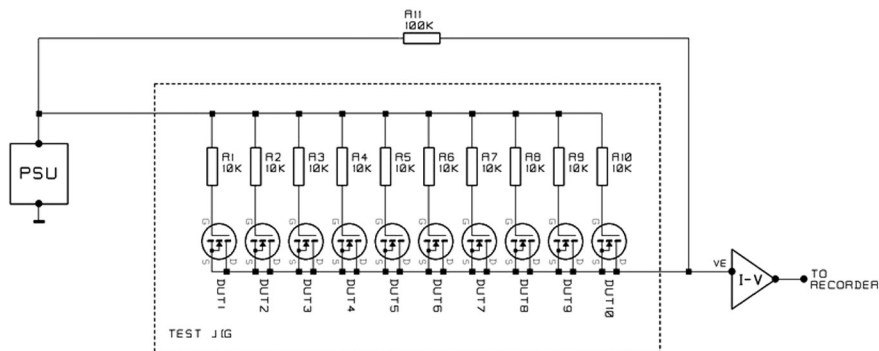 R11
100K
PSU
R1
10K
R2
10K
R3
10K
R4
10K
R5
10K
R6
10K
R7
10K
R8
10K
R9
10K
R10
10K
G
G
G
G
G
G
G
G
G
G
S
D
S
D
S
D
S
D
S
D
S
D
S
D
S
D
S
D
S
D
DUT1
DUT2
DUT3
DUT4
DUT5
DUT6
DUT7
DUT8
DUT9
DUT10
VE
I-V
TO
RECORDER
TEST JIG